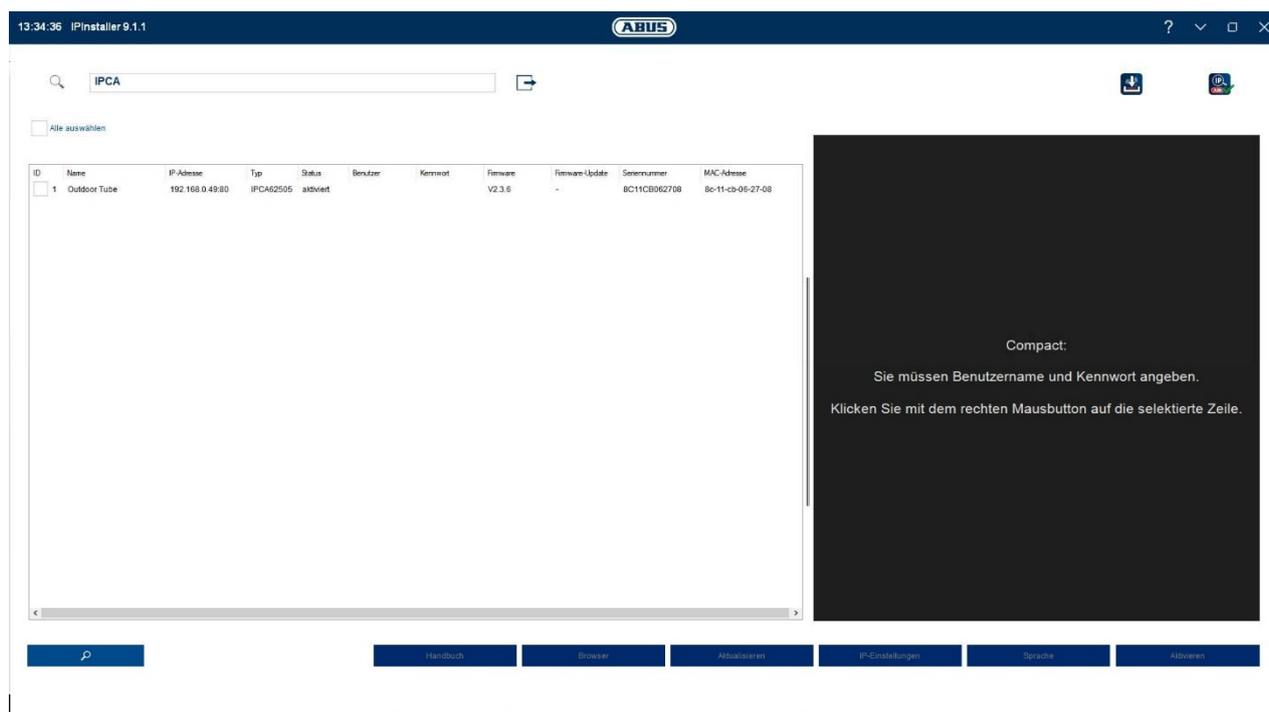 13:34:36 IPInstaller 9.1.1 ABUS ?
IPCA
Alle auswählen
ID Name IP-Adresse Typ Status Benutzer Kennwort Firmware Firmware-Update Seriennummer MAC-Adresse
1 Outdoor Tube 192.168.0.49:80 IPCA62505 aktiviert V2.3.6 - 8C11CB062708 8c-11-cb-06-27-08
Compact:
Sie müssen Benutzername und Kennwort angeben.
Klicken Sie mit dem rechten Mausbutton auf die selektierte Zeile.
Handbuch Browser Aktualisieren IP-Einstellungen Sprache Aktivieren